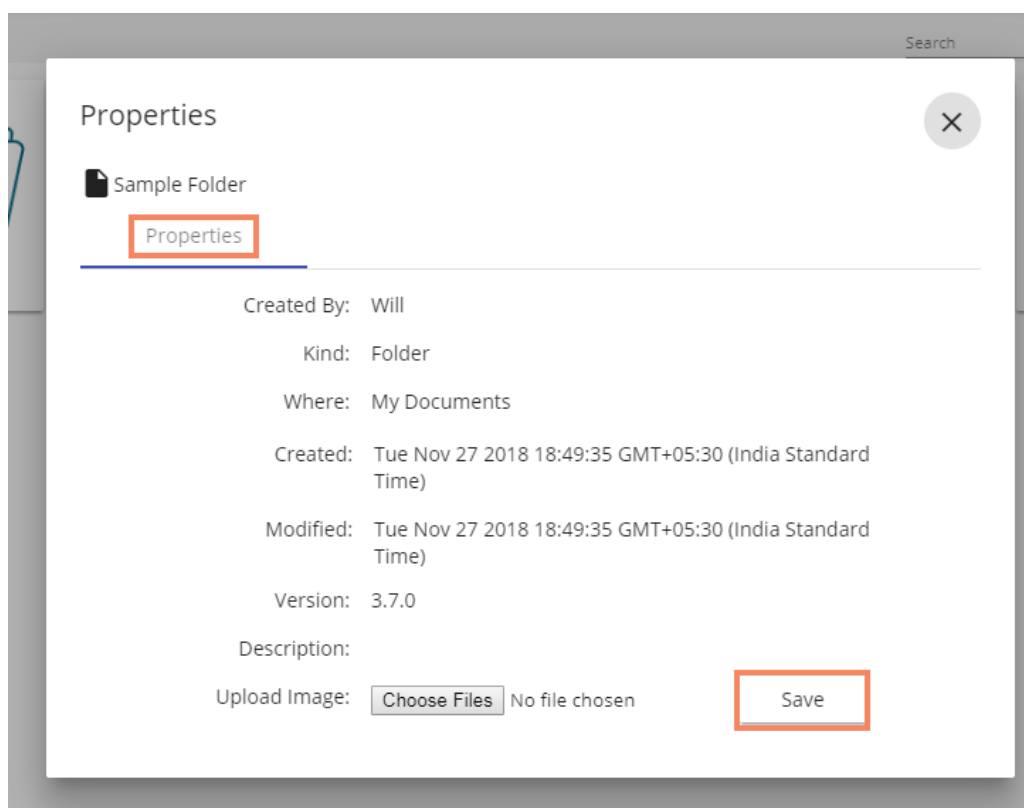 Search
Properties
Sample Folder
Properties
Created By: Will
Kind: Folder
Where: My Documents
Created: Tue Nov 27 2018 18:49:35 GMT+05:30 (India Standard
Time)
Modified: Tue Nov 27 2018 18:49:35 GMT+05:30 (India Standard
Time)
Version: 3.7.0
Description:
Upload Image: Choose Files No file chosen Save